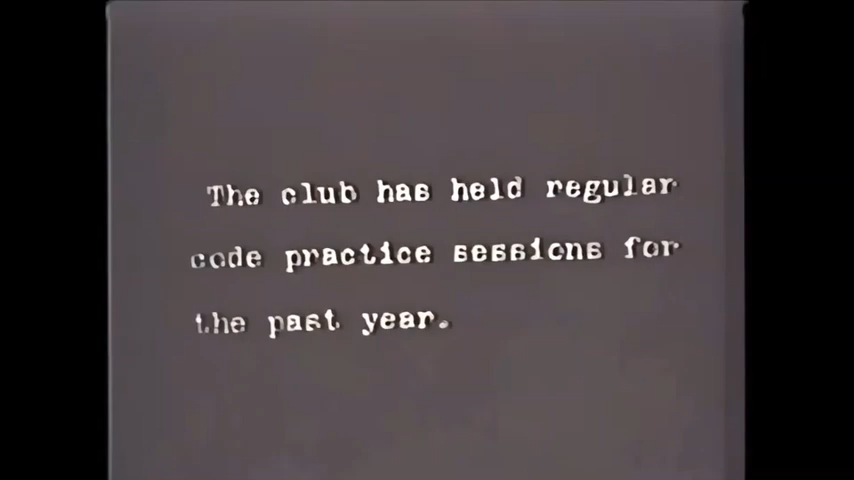 The club has held regular
code practice sessions for
the past year.